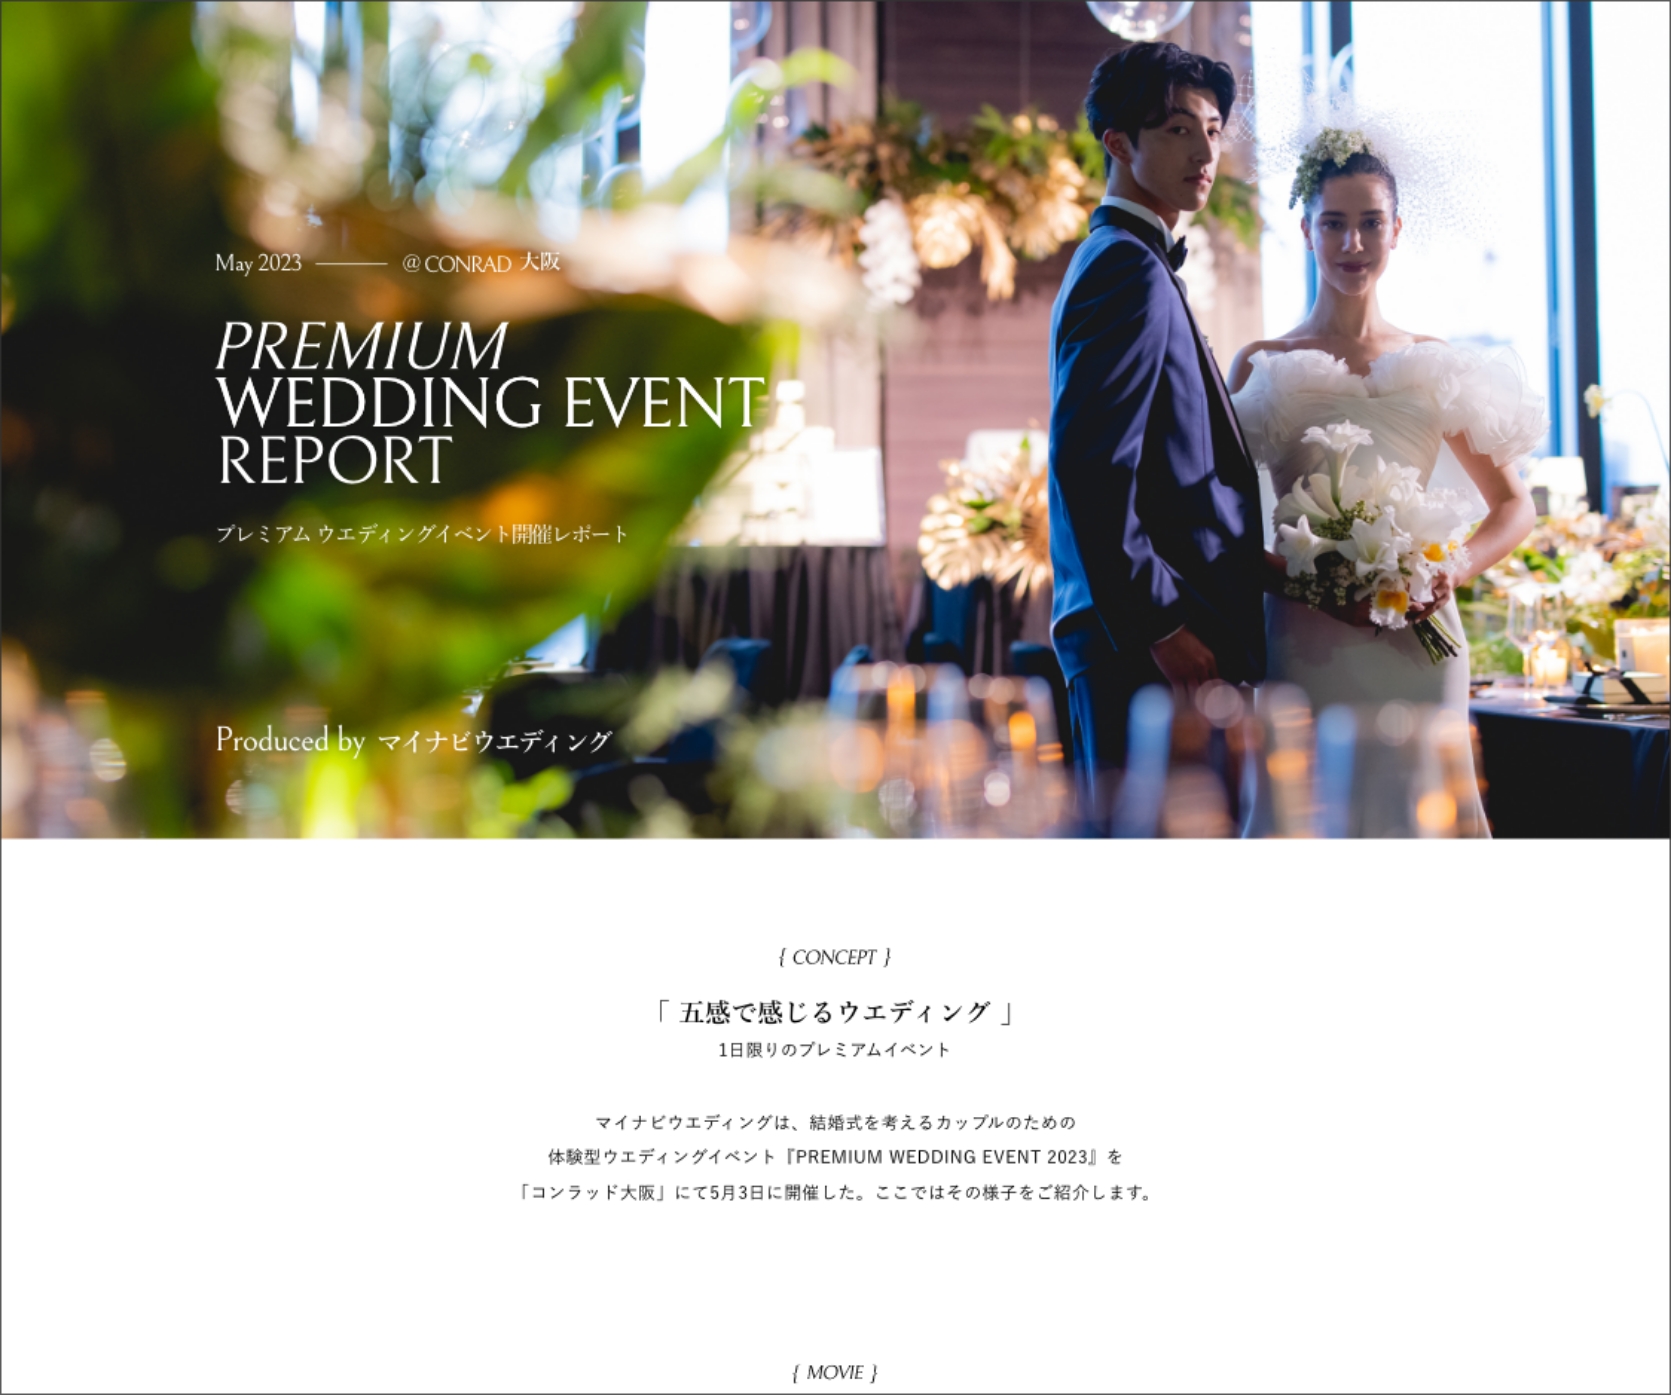 May 2023 ——— @CONRAD 大阪
PREMIUM
WEDDING EVENT
REPORT
プレミアム ウエディングイベント開催レポート
Produced by マイナビウエディング
{ CONCEPT }
「 五感で感じるウエディング 」
1日限りのプレミアムイベント
マイナビウエディングは、結婚式を考えるカップルのための
体験型ウエディングイベント『PREMIUM WEDDING EVENT 2023』を
「コンラッド大阪」にて5月3日に開催した。ここではその様子をご紹介します。
{ MOVIE }